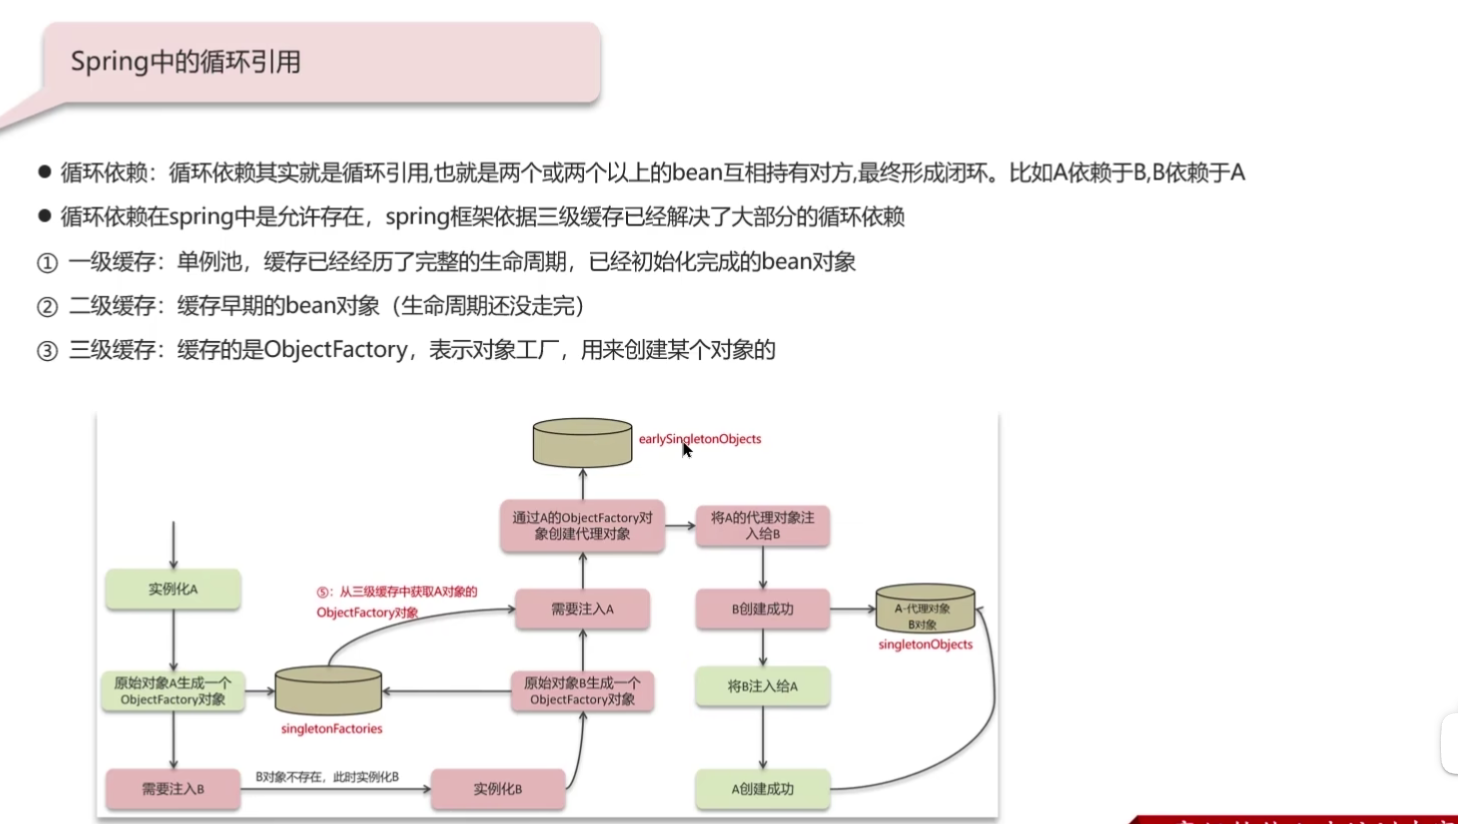 Spring中的循环引用
● 循环依赖：循环依赖其实就是循环引用,也就是两个或两个以上的bean互相持有对方,最终形成闭环。比如A依赖于B,B依赖于A
● 循环依赖在spring中是允许存在，spring框架依据三级缓存已经解决了大部分的循环依赖
① 一级缓存：单例池，缓存已经经历了完整的生命周期，已经初始化完成的bean对象
② 二级缓存：缓存早期的bean对象（生命周期还没走完）
③ 三级缓存：缓存的是ObjectFactory，表示对象工厂，用来创建某个对象的
earlySingletonObjects
通过A的ObjectFactory对
象创建代理对象
将A的代理对象注
入给B
实例化A
⑤：从三级缓存中获取A对象的
ObjectFactory对象
需要注入A
B创建成功
A-代理对象
B对象
singletonObjects
原始对象A生成一个
ObjectFactory对象
singletonFactories
原始对象B生成一个
ObjectFactory对象
将B注入给A
需要注入B
B对象不存在，此时实例化B
实例化B
A创建成功